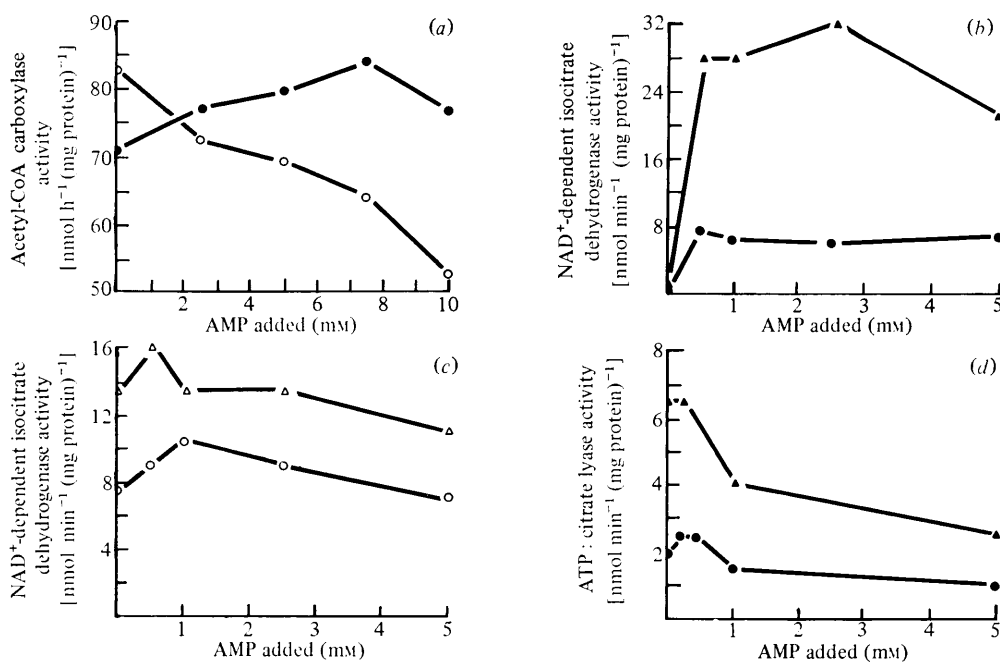 (a)
Acetyl-CoA carboxylase
activity
[nmol h⁻¹ (mg protein)⁻¹]
90
80
70
60
50
2 4 6 8 10
AMP added (mM)
(b)
NAD⁺-dependent isocitrate
dehydrogenase activity
[nmol min⁻¹ (mg protein)⁻¹]
32
24
16
8
1 2 3 4 5
AMP added (mM)
(c)
NAD⁺-dependent isocitrate
dehydrogenase activity
[nmol min⁻¹ (mg protein)⁻¹]
16
12
8
4
1 2 3 4 5
AMP added (mM)
(d)
ATP : citrate lyase activity
[nmol min⁻¹ (mg protein)⁻¹]
8
6
4
2
1 2 3 4 5
AMP added (mM)